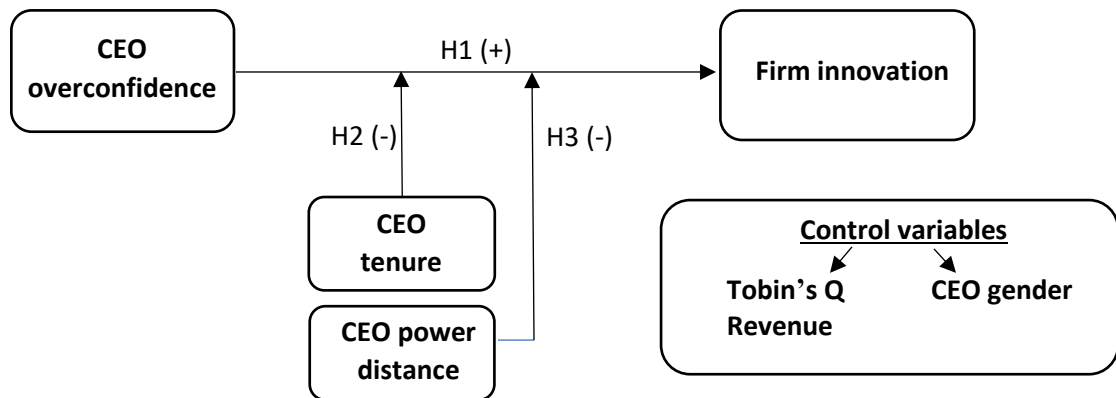 CEO
overconfidence
H1 (+)
Firm innovation
H2 (-)
H3 (-)
CEO
tenure
CEO power
distance
Control variables
Tobin’s Q
Revenue
CEO gender